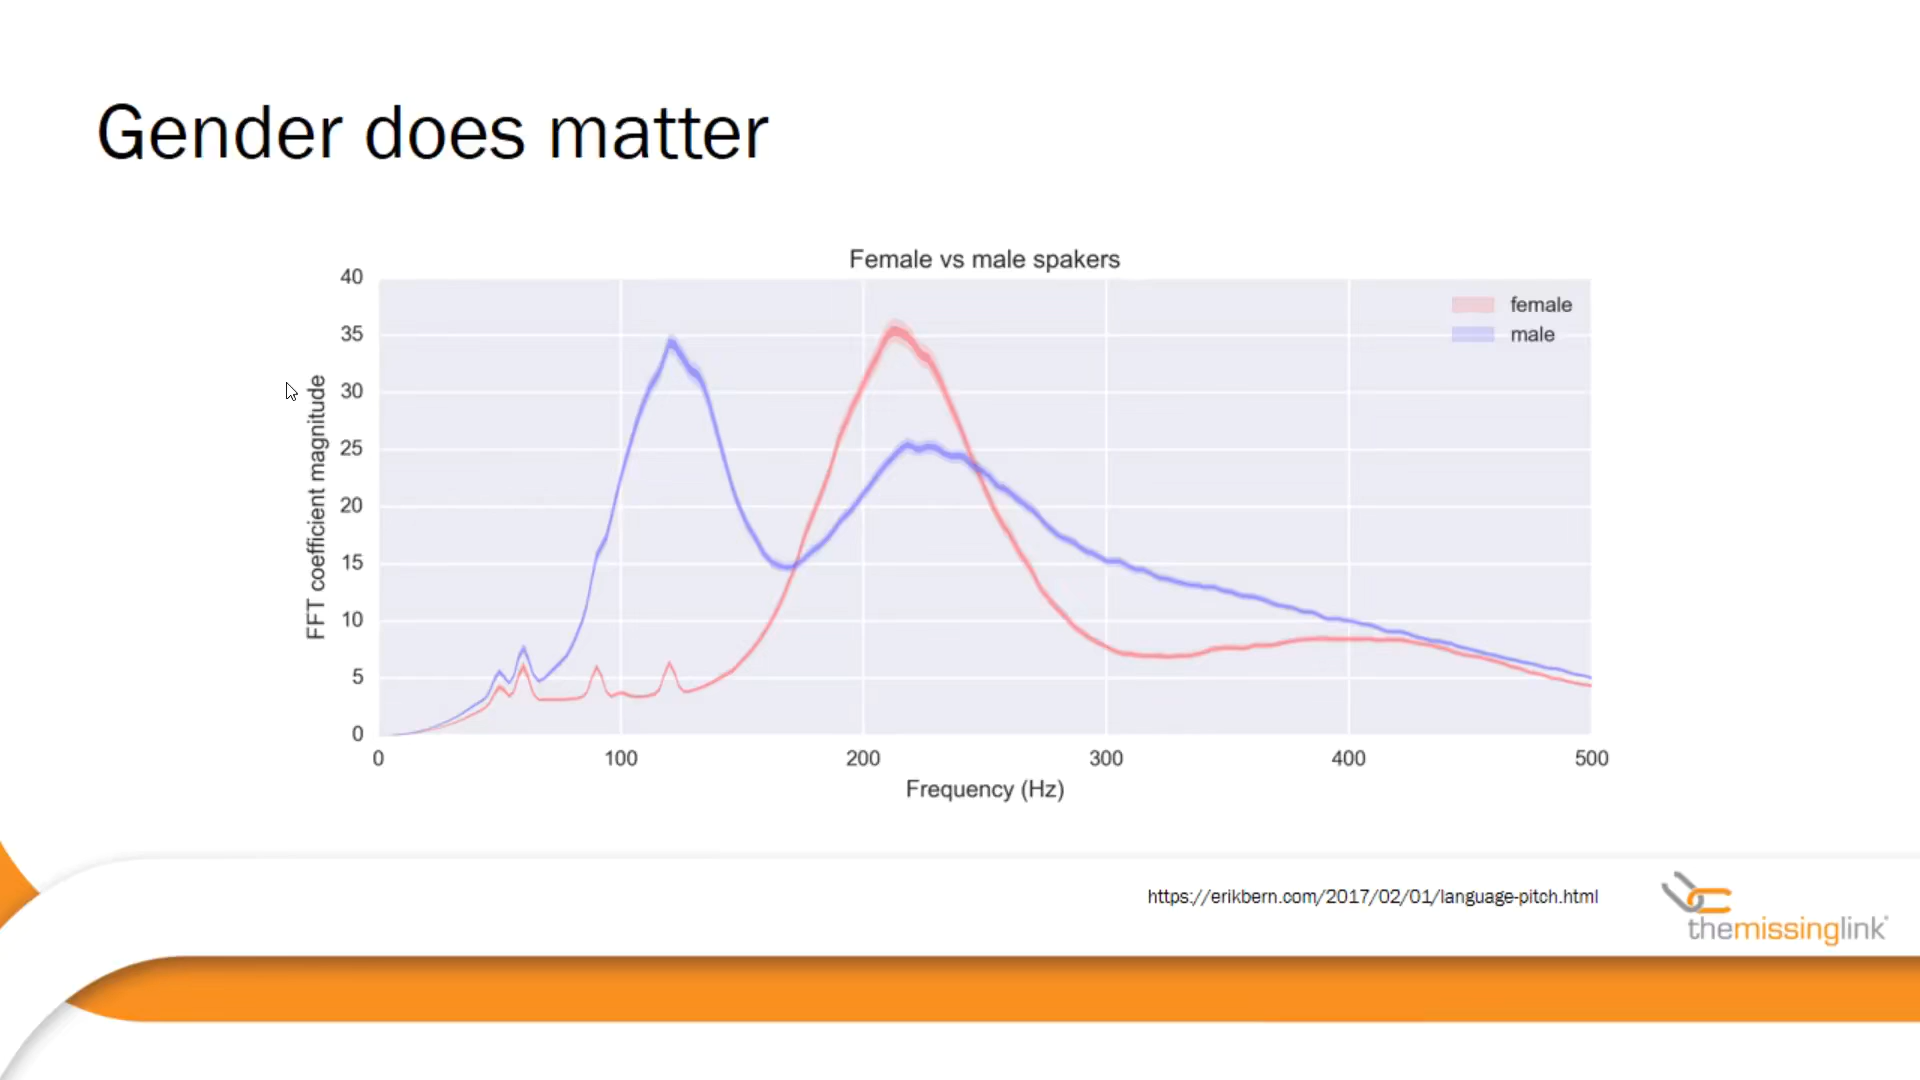 Gender does matter
Female vs male spakers
40
35
30
25
20
15
10
5
0
FFT coefficient magnitude
female
male
0 100 200 300 400 500
Frequency (Hz)
https://erikbern.com/2017/02/01/language-pitch.html
themissinglink®